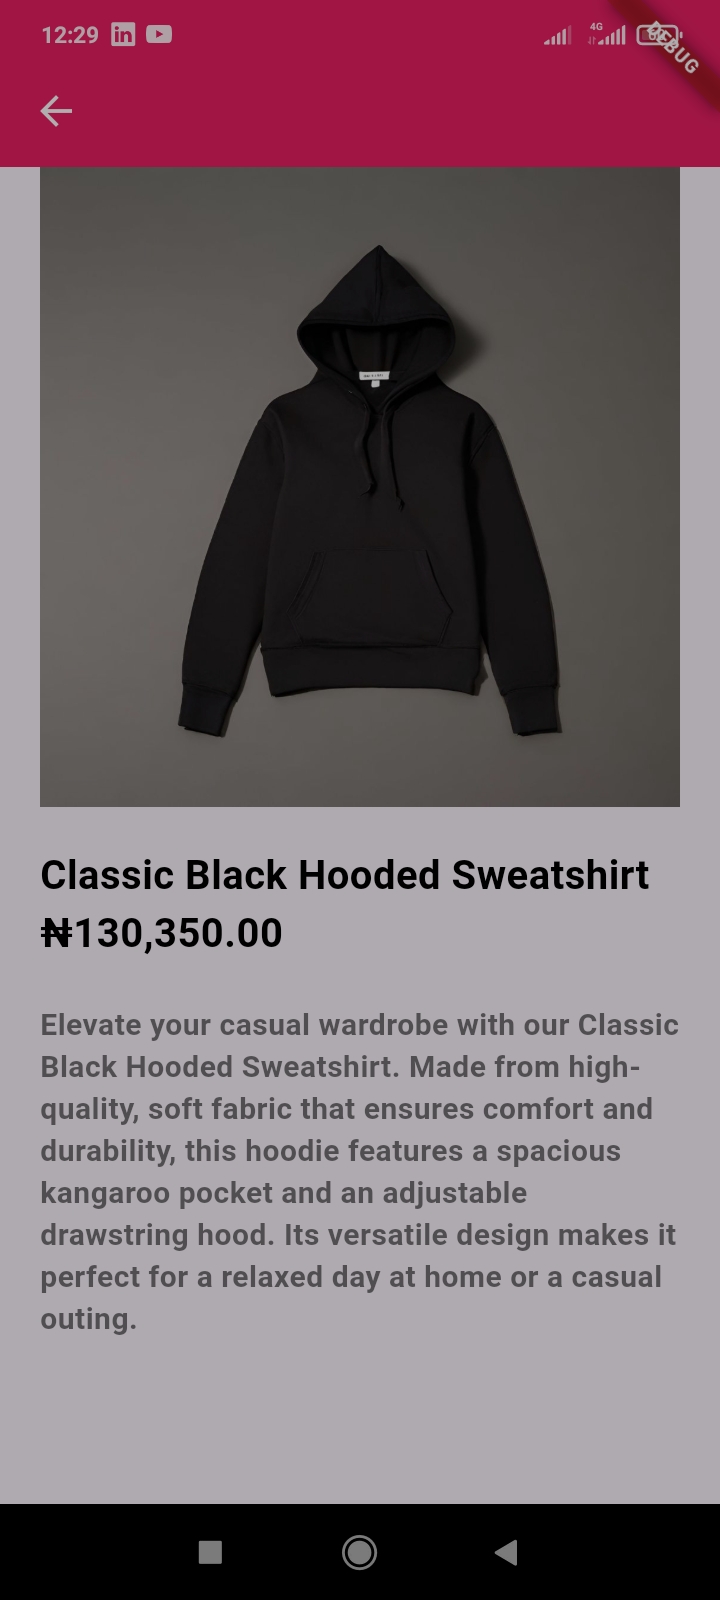 12:29
4G
DEBUG
Classic Black Hooded Sweatshirt
₦130,350.00
Elevate your casual wardrobe with our Classic
Black Hooded Sweatshirt. Made from high-
quality, soft fabric that ensures comfort and
durability, this hoodie features a spacious
kangaroo pocket and an adjustable
drawstring hood. Its versatile design makes it
perfect for a relaxed day at home or a casual
outing.